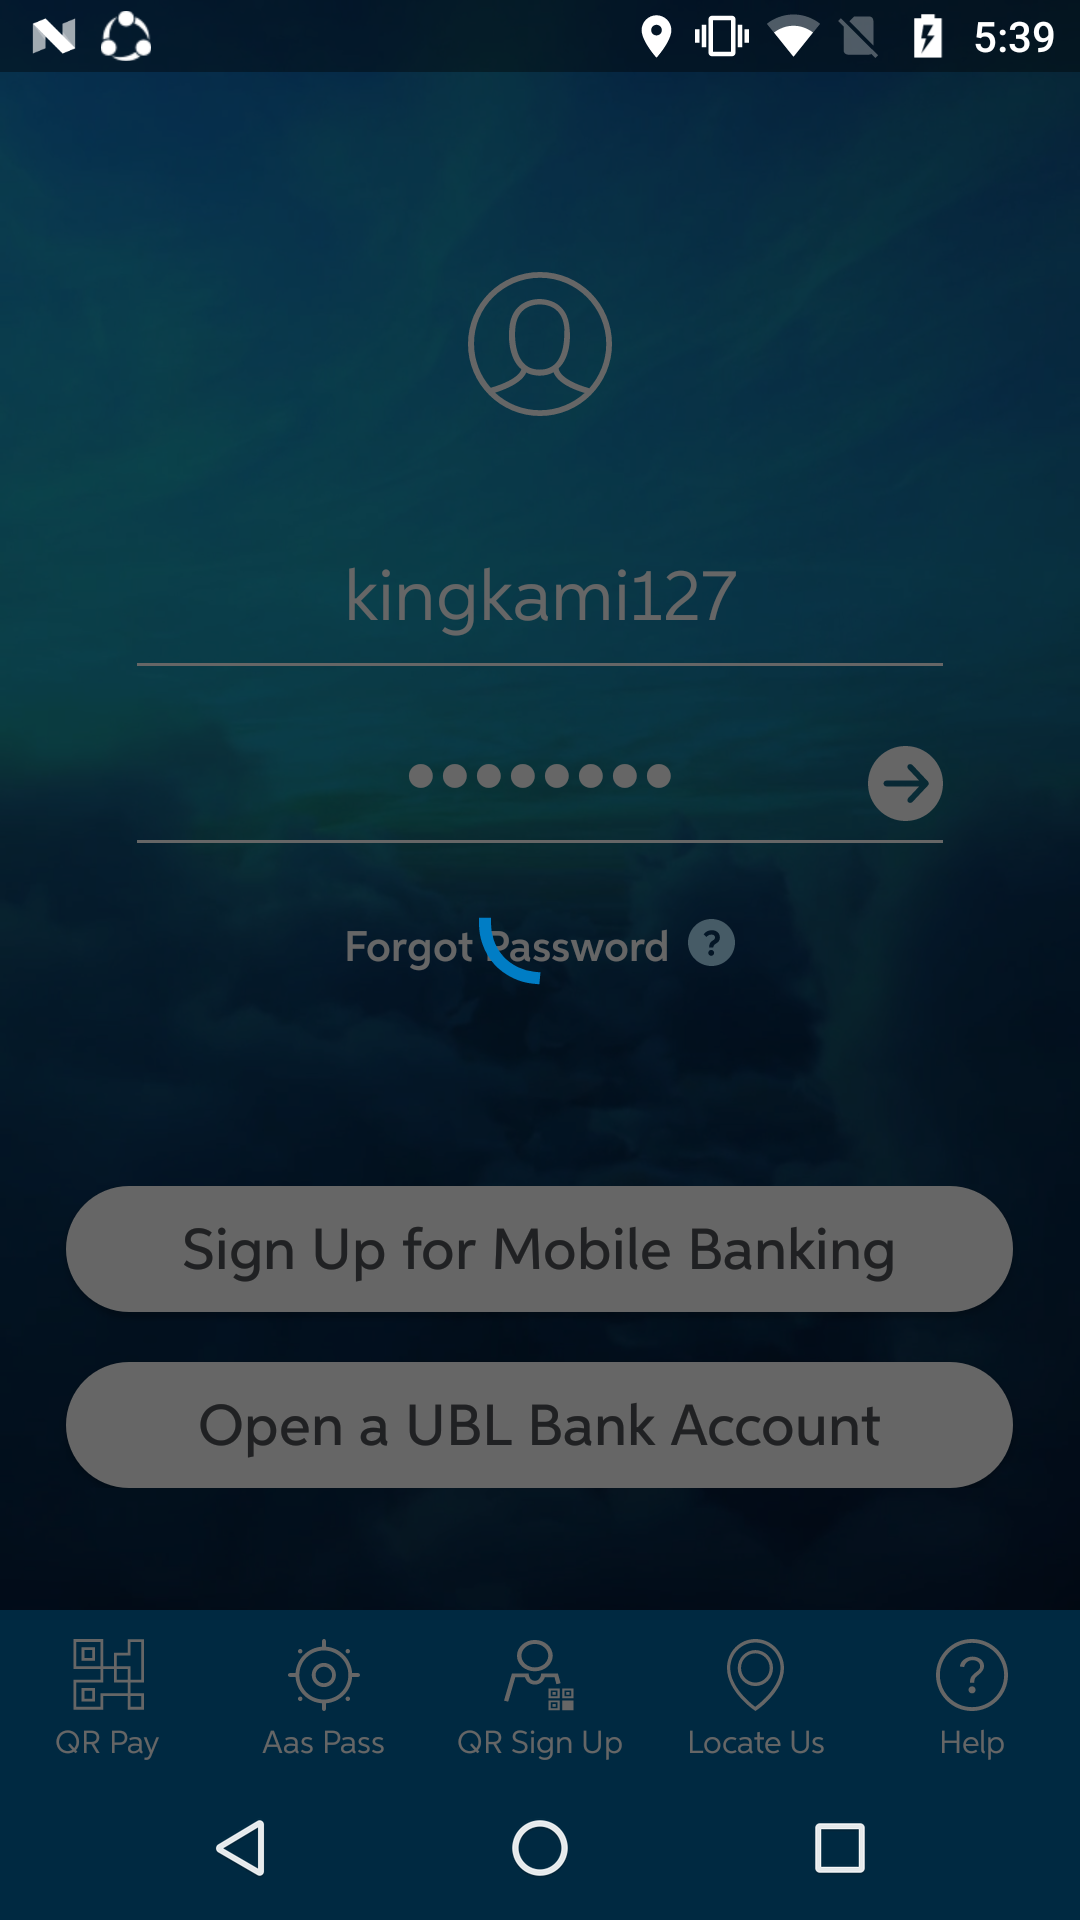 5:39
kingkami127
Forgot Password ?
Sign Up for Mobile Banking
Open a UBL Bank Account
QR Pay
Aas Pass
QR Sign Up
Locate Us
Help